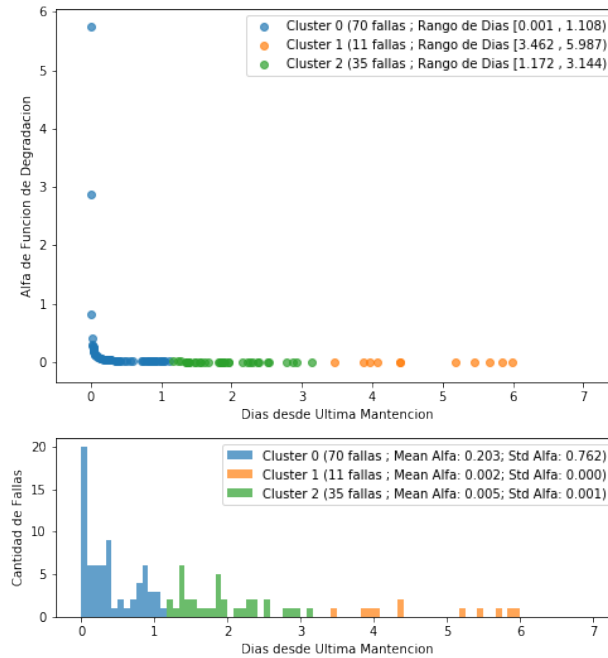 6
5
4
3
2
1
0
Alfa de Funcion de Degradacion
Cluster 0 (70 fallas ; Rango de Dias [0.001 , 1.108)
Cluster 1 (11 fallas ; Rango de Dias [3.462 , 5.987)
Cluster 2 (35 fallas ; Rango de Dias [1.172 , 3.144)
0 1 2 3 4 5 6 7
Dias desde Ultima Mantencion
20
15
10
5
0
Cantidad de Fallas
Cluster 0 (70 fallas ; Mean Alfa: 0.203; Std Alfa: 0.762)
Cluster 1 (11 fallas ; Mean Alfa: 0.002; Std Alfa: 0.000)
Cluster 2 (35 fallas ; Mean Alfa: 0.005; Std Alfa: 0.001)
0 1 2 3 4 5 6 7
Dias desde Ultima Mantencion